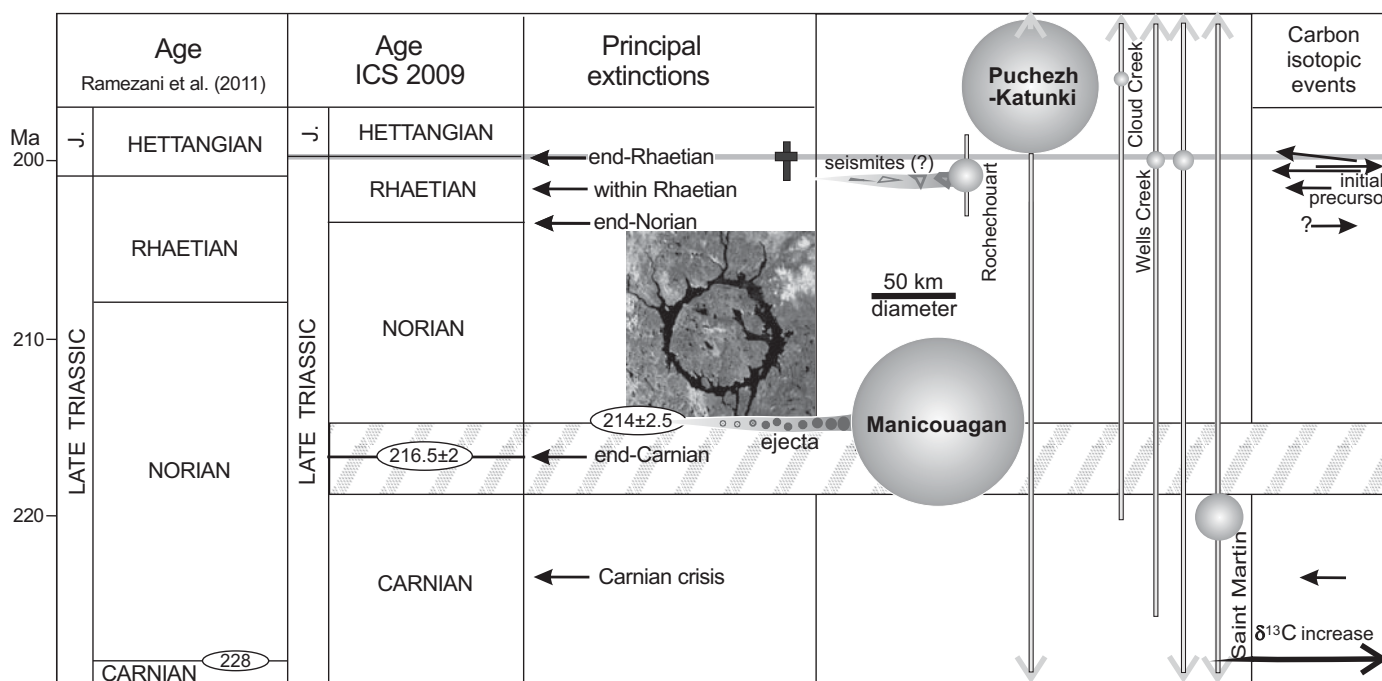 Age
Ramezani et al. (2011)
Age
ICS 2009
Principal
extinctions
Carbon
isotopic
events
Puchezh
-Katunki
Cloud Creek
Ma
J.
HETTANGIAN
J.
HETTANGIAN
200
end-Rhaetian
seismites (?)
RHAETIAN
within Rhaetian
initial
precurso
end-Norian
?
Rochechouart
Wells Creek
RHAETIAN
50 km
diameter
210
NORIAN
LATE TRIASSIC
LATE TRIASSIC
214±2.5
ejecta
Manicouagan
216.5±2
end-Carnian
NORIAN
220
CARNIAN
Carnian crisis
Saint Martin
δ13C increase
228
CARNIAN